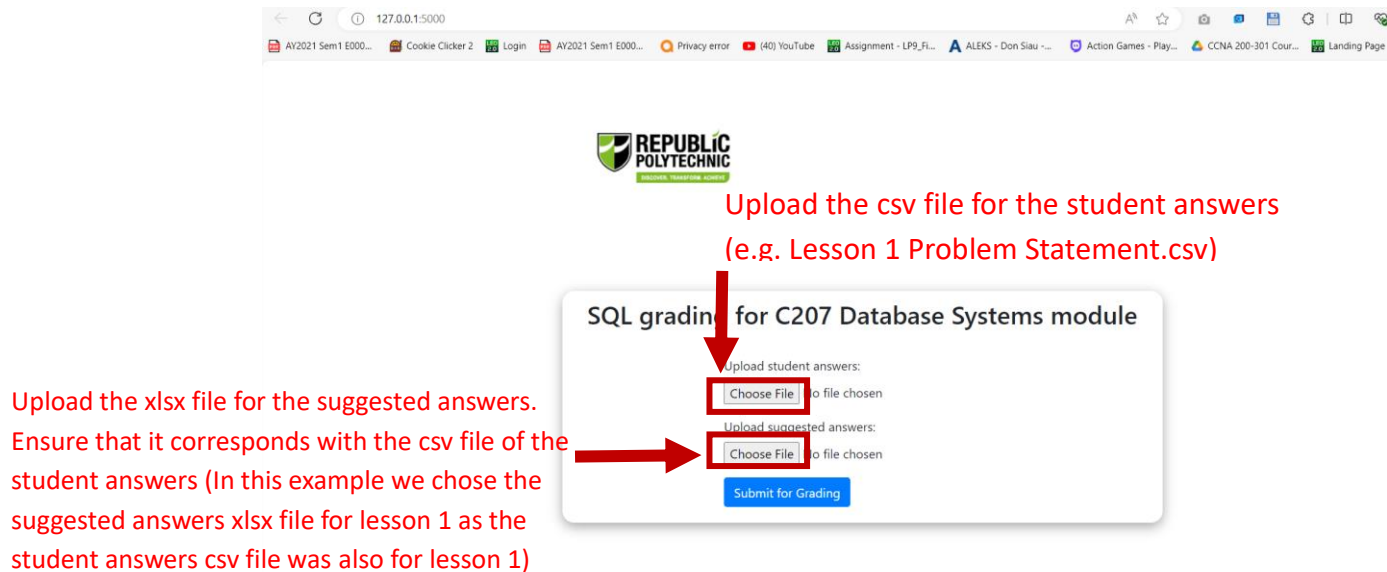 127.0.0.1:5000
AY2021 Sem1 E000...
Cookie Clicker 2
Login
AY2021 Sem1 E000...
Privacy error
(40) YouTube
Assignment - LP9_Fi...
ALEKS - Don Siau -...
Action Games - Play...
CCNA 200-301 Cour...
Landing Page
REPUBLIC
POLYTECHNIC
DISCOVER. TRANSFORM. ACHIEVE
Upload the csv file for the student answers
(e.g. Lesson 1 Problem Statement.csv)
SQL grading for C207 Database Systems module
Upload student answers:
Choose File No file chosen
Upload suggested answers:
Choose File No file chosen
Submit for Grading
Upload the xlsx file for the suggested answers.
Ensure that it corresponds with the csv file of the
student answers (In this example we chose the
suggested answers xlsx file for lesson 1 as the
student answers csv file was also for lesson 1)